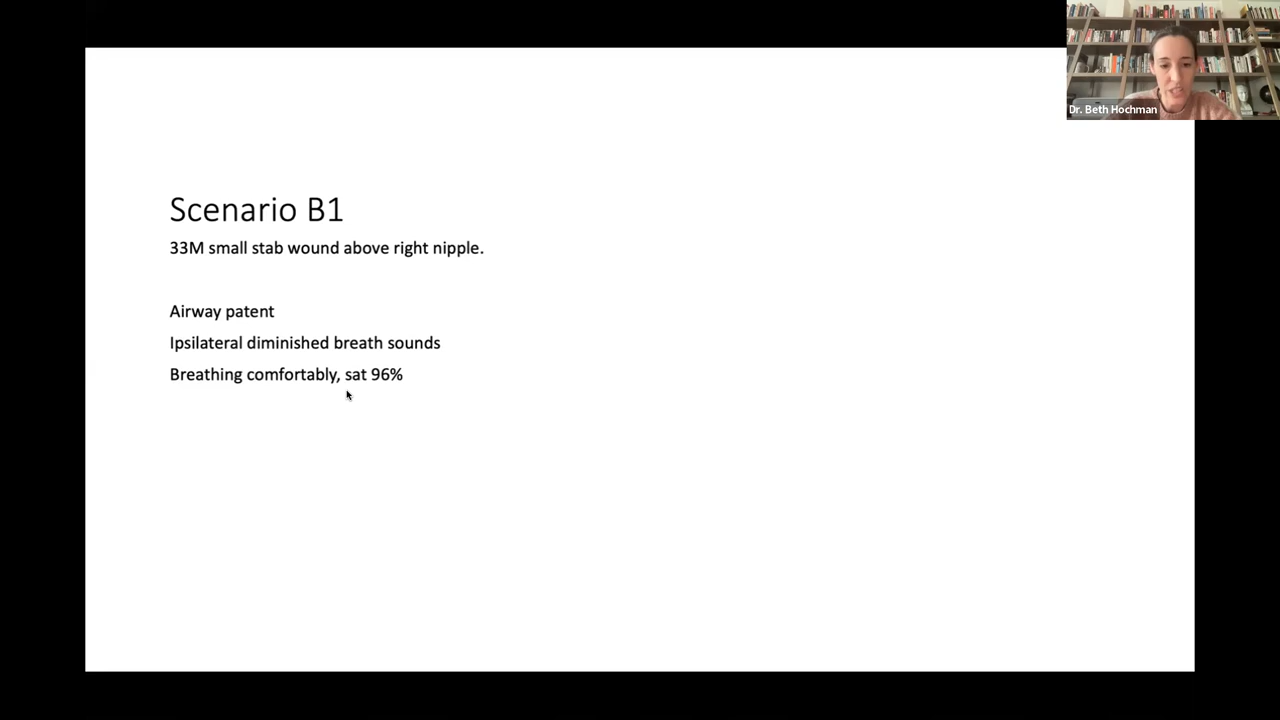 Dr. Beth Hochman
Scenario B1
33M small stab wound above right nipple.
Airway patent
Ipsilateral diminished breath sounds
Breathing comfortably, sat 96%